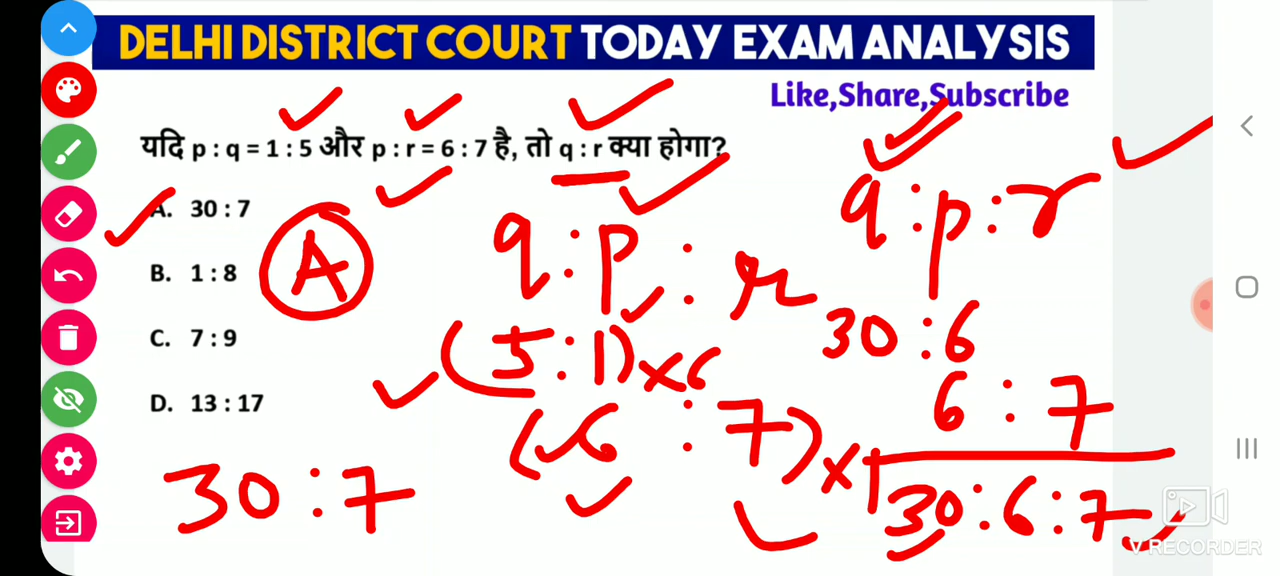 DELHI DISTRICT COURT TODAY EXAM ANALYSIS
Like,Share,Subscribe
यदि p : q = 1 : 5 और p : r = 6 : 7 है, तो q : r क्या होगा?
A. 30 : 7
B. 1 : 8
C. 7 : 9
D. 13 : 17
A
q : p : r
(5 : 1) × 6
(6 : 7) × 1
30 : 7
q : p : r
30 : 6
6 : 7
30 : 6 : 7
V RECORDER